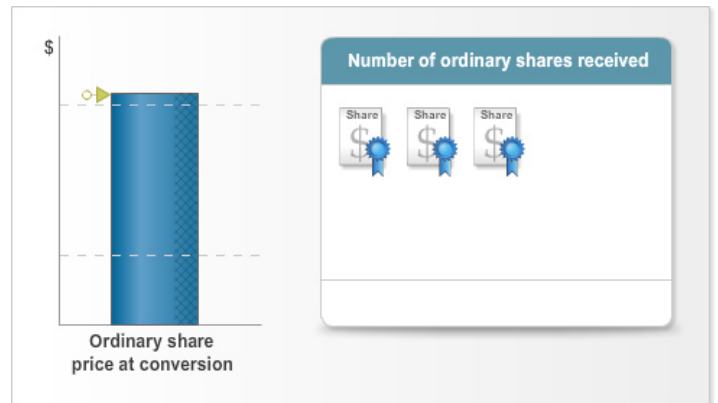 $
Number of ordinary shares received
Share
Share
Share
$
$
$
Ordinary share
price at conversion